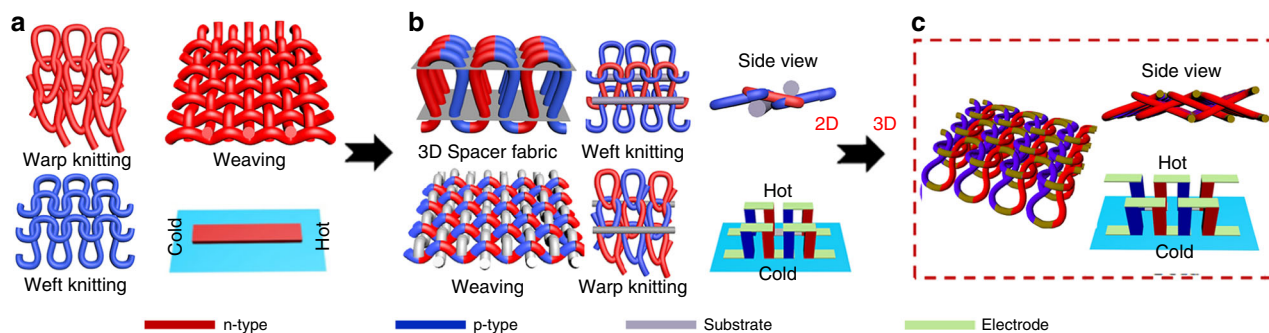 a
Warp knitting
Weaving
Weft knitting
Cold
Hot
b
3D Spacer fabric
Weft knitting
Side view
2D
Weaving
Warp knitting
Hot
Cold
3D
c
Side view
Hot
Cold
n-type
p-type
Substrate
Electrode